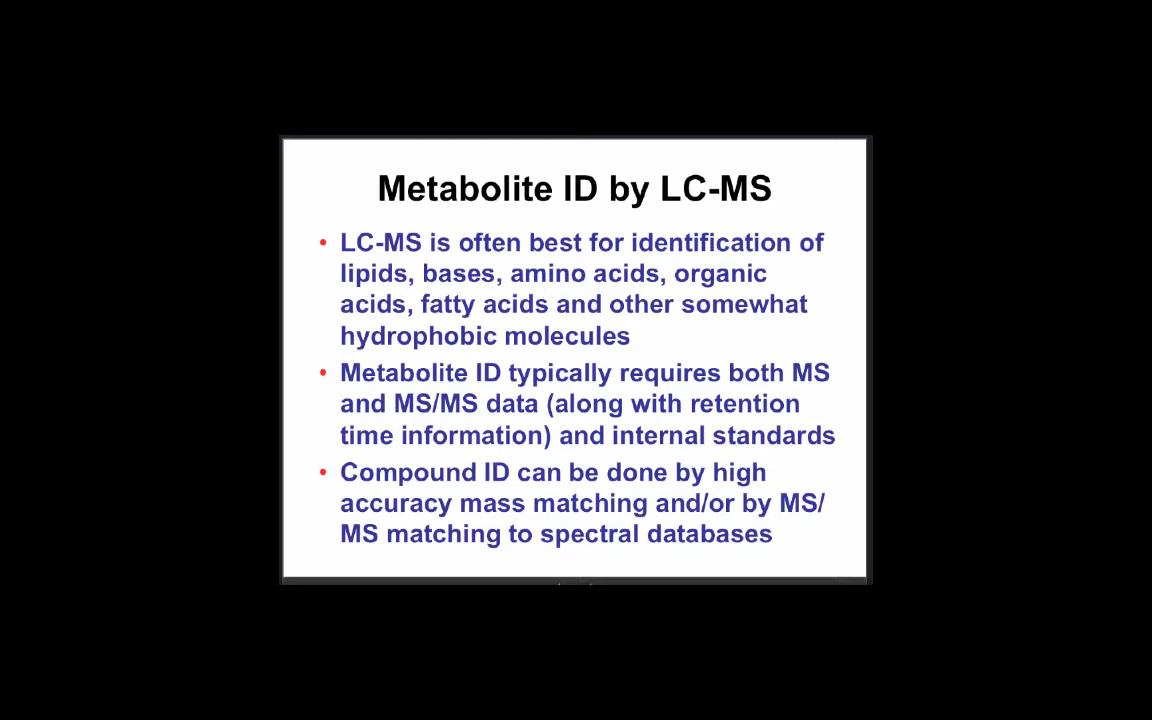 Metabolite ID by LC-MS
• LC-MS is often best for identification of
lipids, bases, amino acids, organic
acids, fatty acids and other somewhat
hydrophobic molecules
• Metabolite ID typically requires both MS
and MS/MS data (along with retention
time information) and internal standards
• Compound ID can be done by high
accuracy mass matching and/or by MS/
MS matching to spectral databases